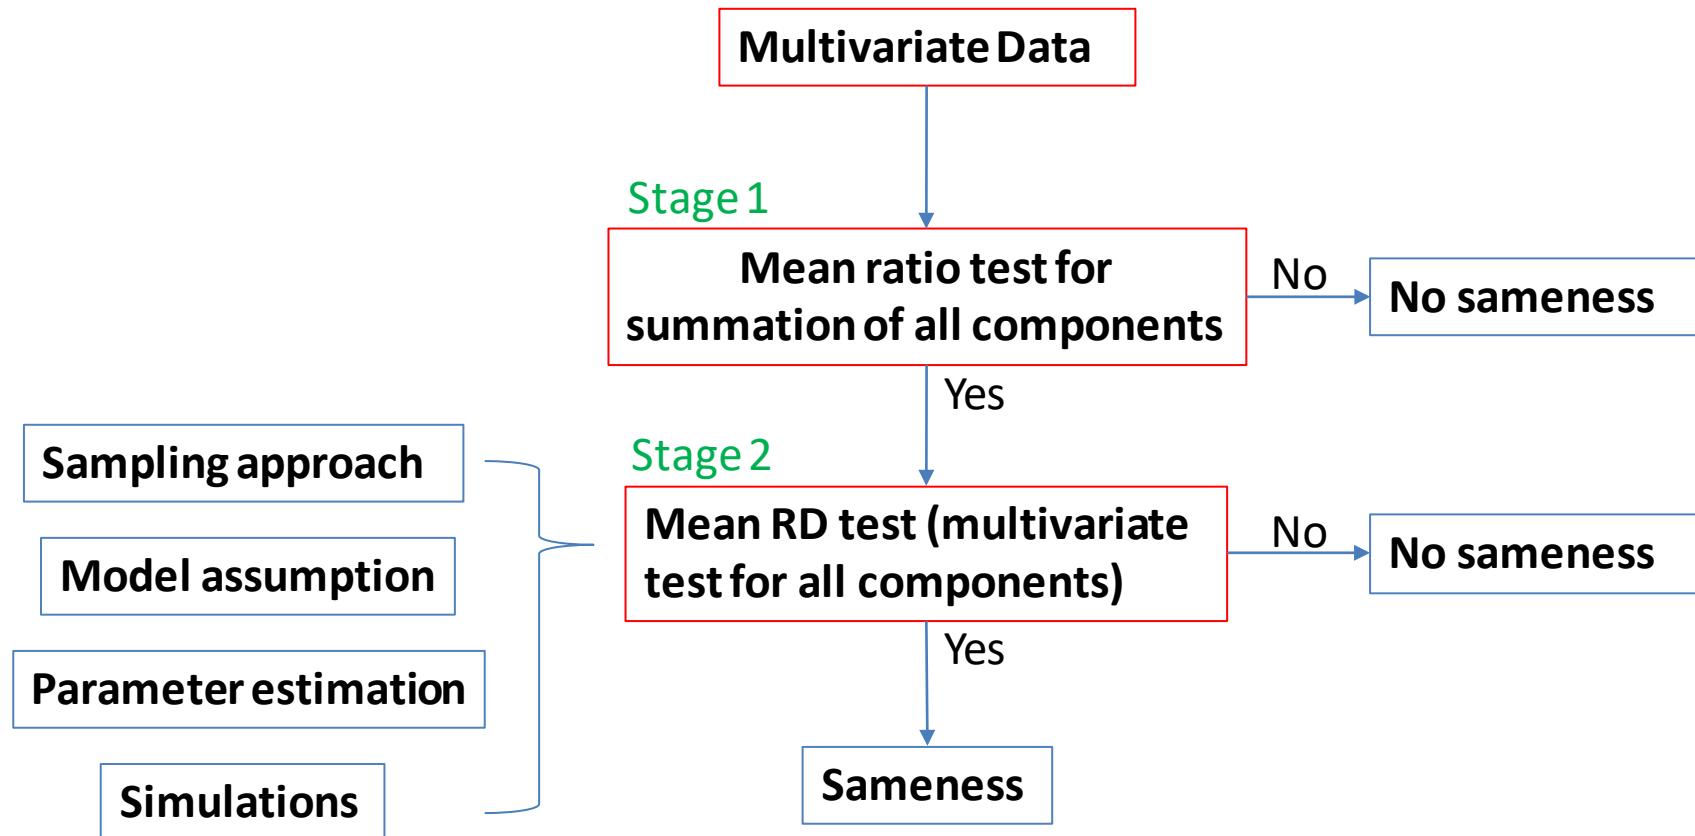 Multivariate Data
Stage 1
Mean ratio test for
summation of all components
No
No sameness
Yes
Stage 2
Mean RD test (multivariate
test for all components)
No
No sameness
Yes
Sameness
Sampling approach
Model assumption
Parameter estimation
Simulations